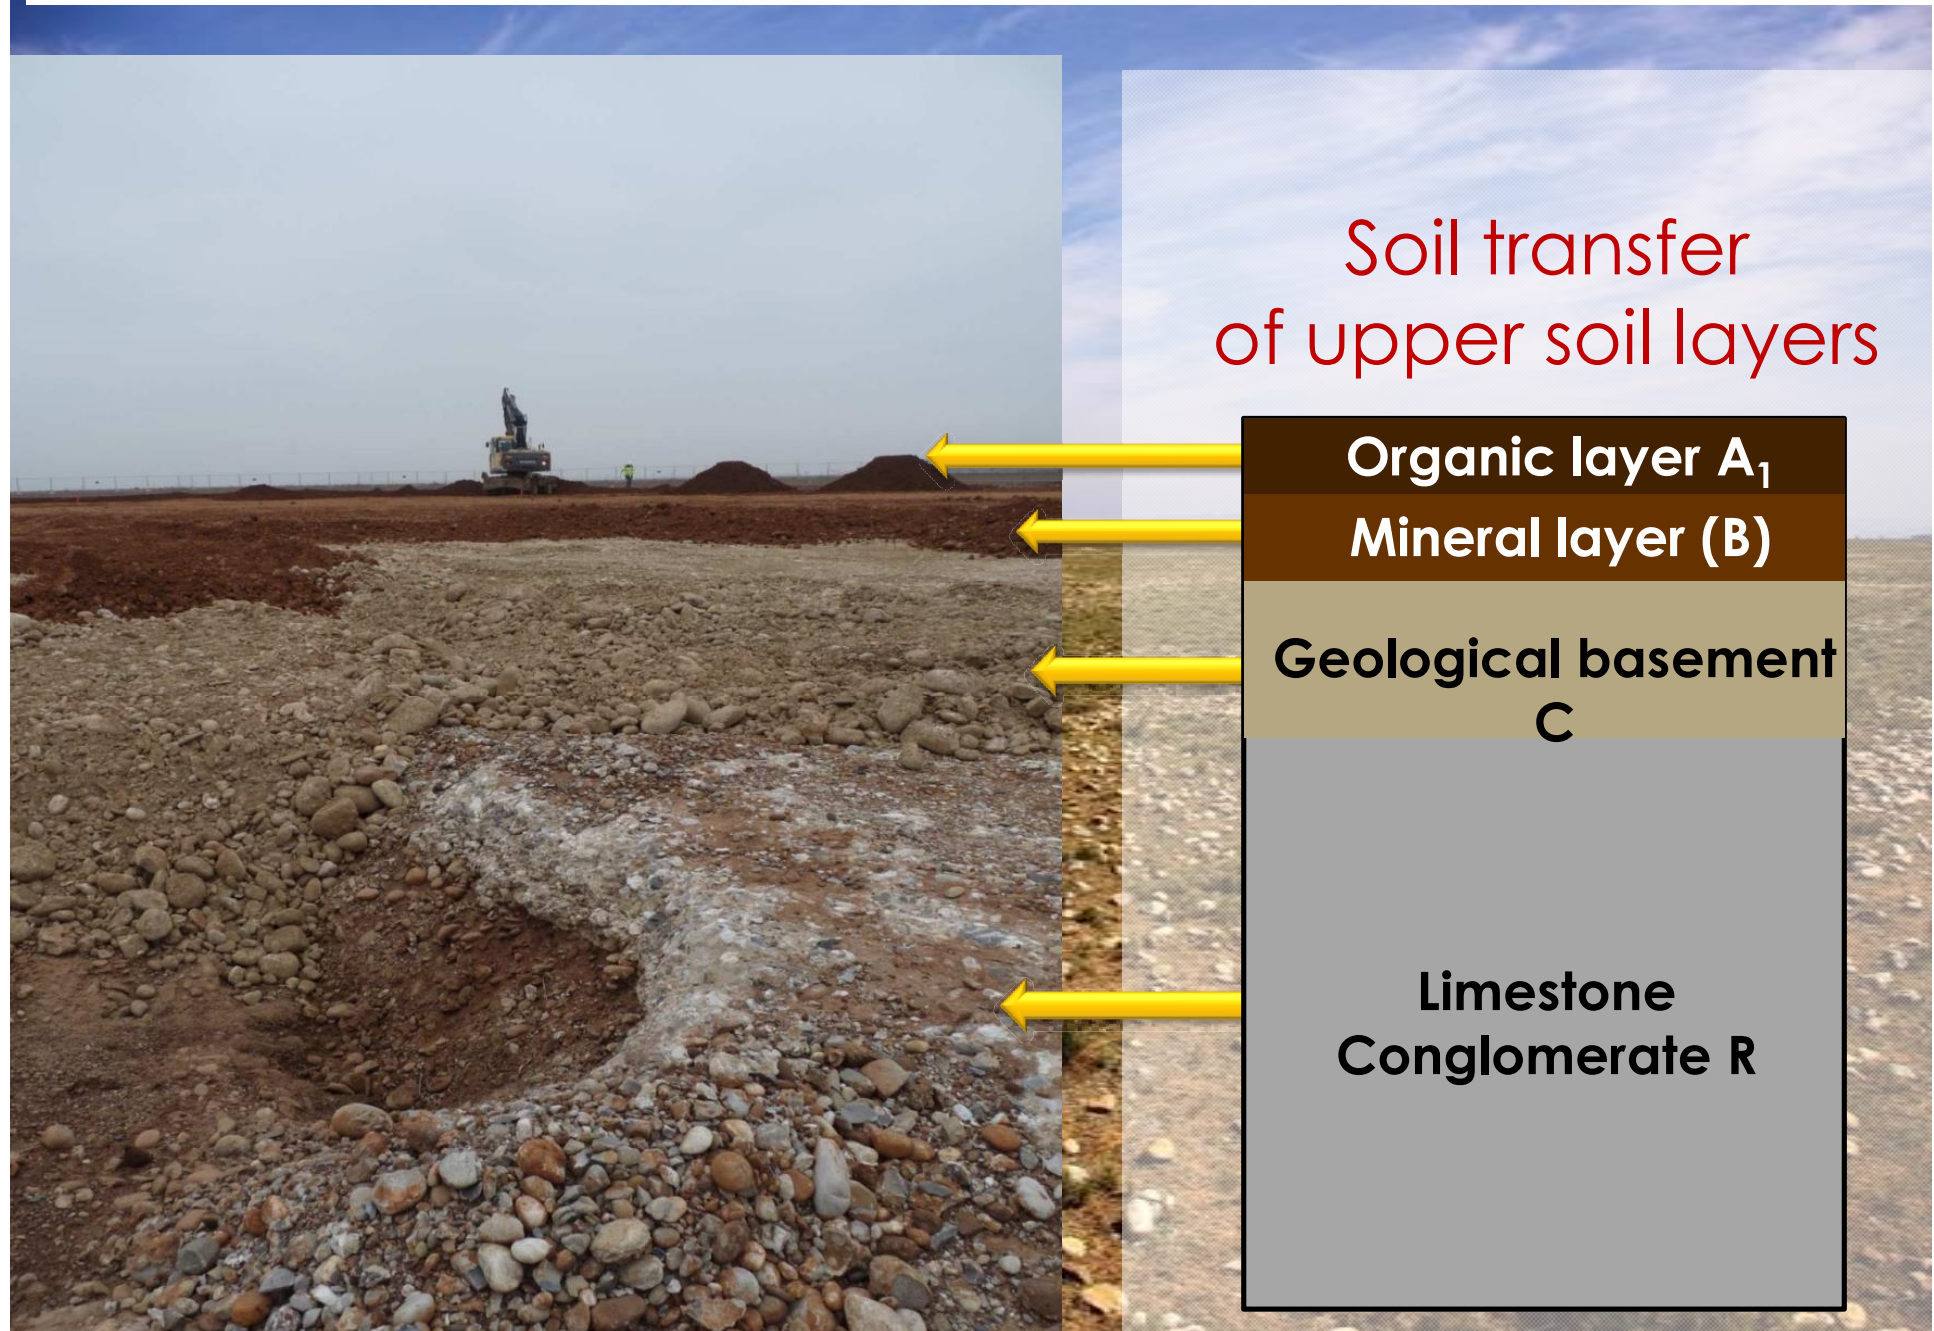 Soil transfer
of upper soil layers
Organic layer A₁
Mineral layer (B)
Geological basement
C
Limestone
Conglomerate R